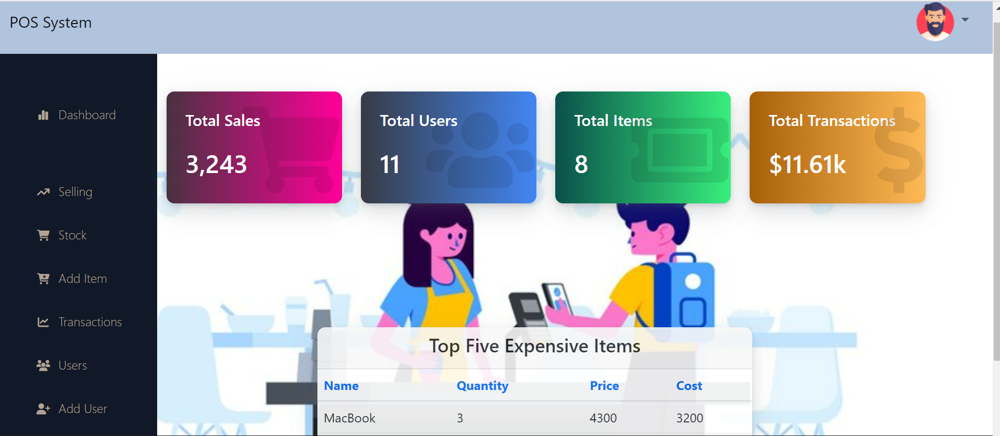 POS System
Dashboard
Selling
Stock
Add Item
Transactions
Users
Add User
Total Sales
3,243
Total Users
11
Total Items
8
Total Transactions
$11.61k
Top Five Expensive Items
Name Quantity Price Cost
MacBook 3 4300 3200